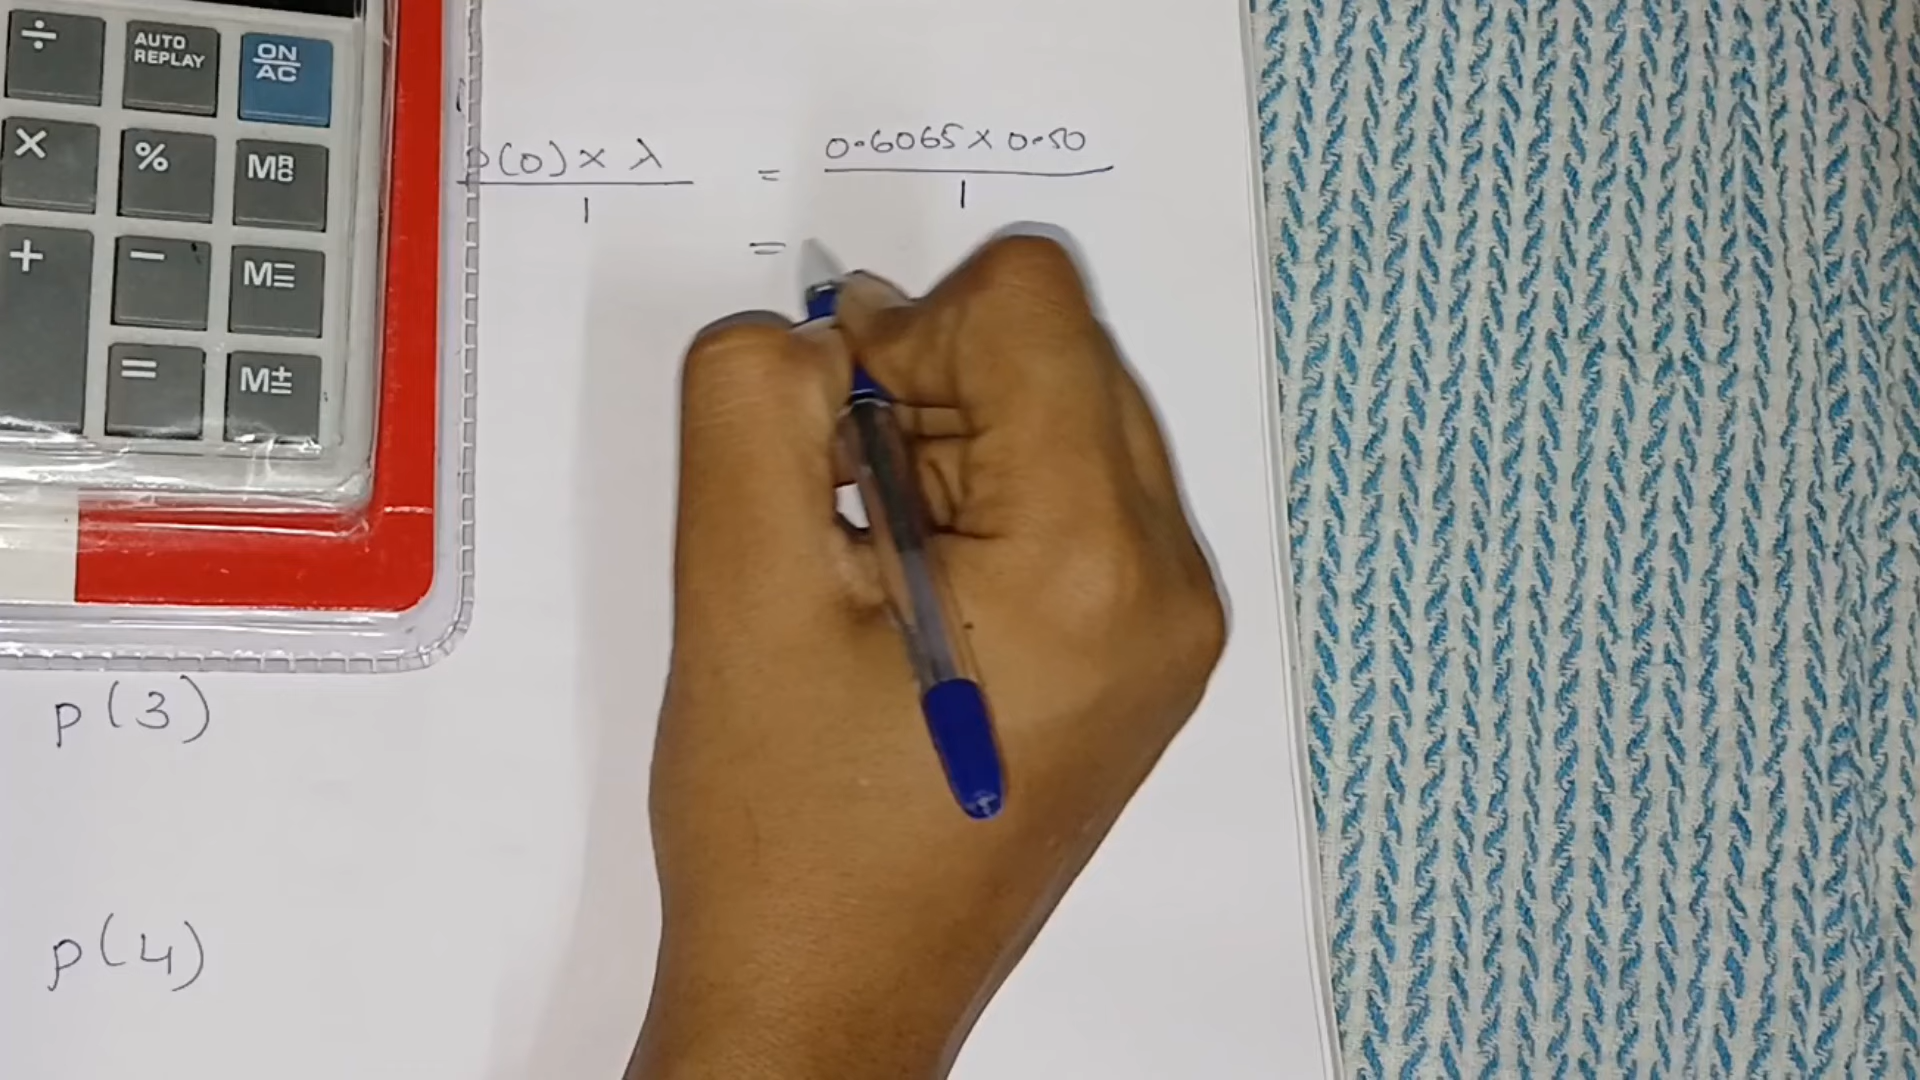 ÷ AUTO REPLAY ON/AC
× % MRC
+ − M=
= M±
p(0) × λ / 1 = 0.6065 × 0.50 / 1
=
p(3)
p(4)